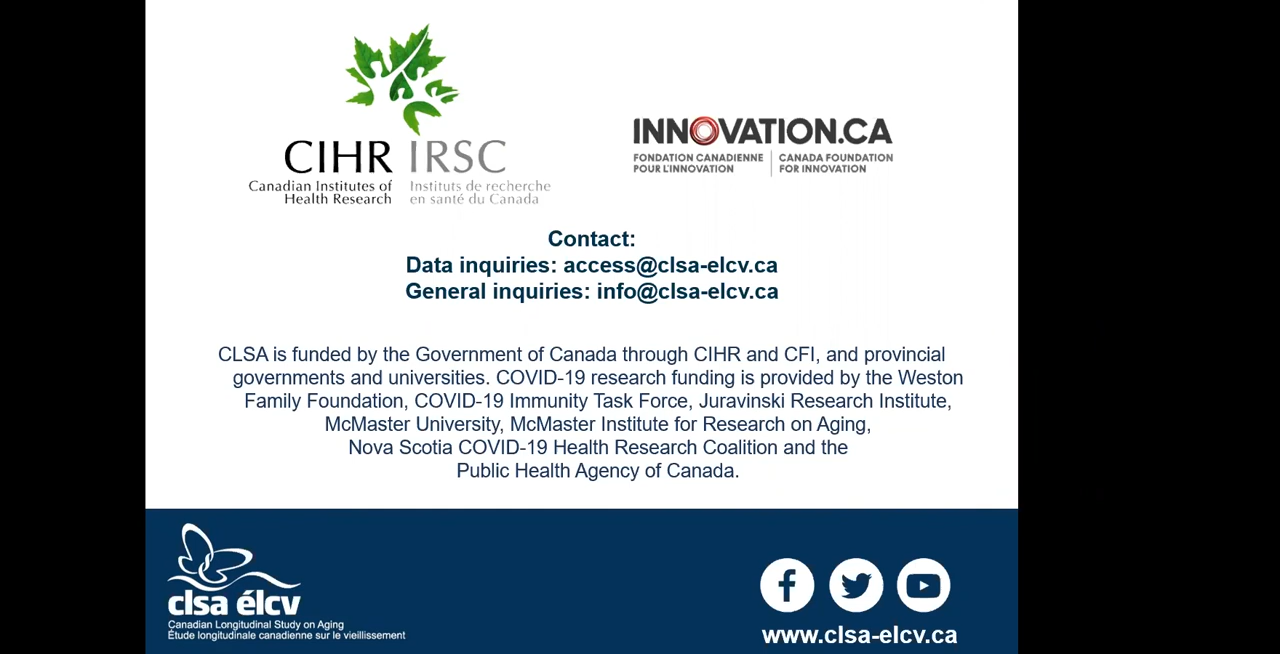 CIHR IRSC
Canadian Institutes of
Health Research
Instituts de recherche
en santé du Canada
INNOVATION.CA
FONDATION CANADIENNE
POUR L'INNOVATION
CANADA FOUNDATION
FOR INNOVATION
Contact:
Data inquiries: access@clsa-elcv.ca
General inquiries: info@clsa-elcv.ca
CLSA is funded by the Government of Canada through CIHR and CFI, and provincial
governments and universities. COVID-19 research funding is provided by the Weston
Family Foundation, COVID-19 Immunity Task Force, Juravinski Research Institute,
McMaster University, McMaster Institute for Research on Aging,
Nova Scotia COVID-19 Health Research Coalition and the
Public Health Agency of Canada.
clsa élcv
Canadian Longitudinal Study on Aging
Étude longitudinale canadienne sur le vieillissement
www.clsa-elcv.ca